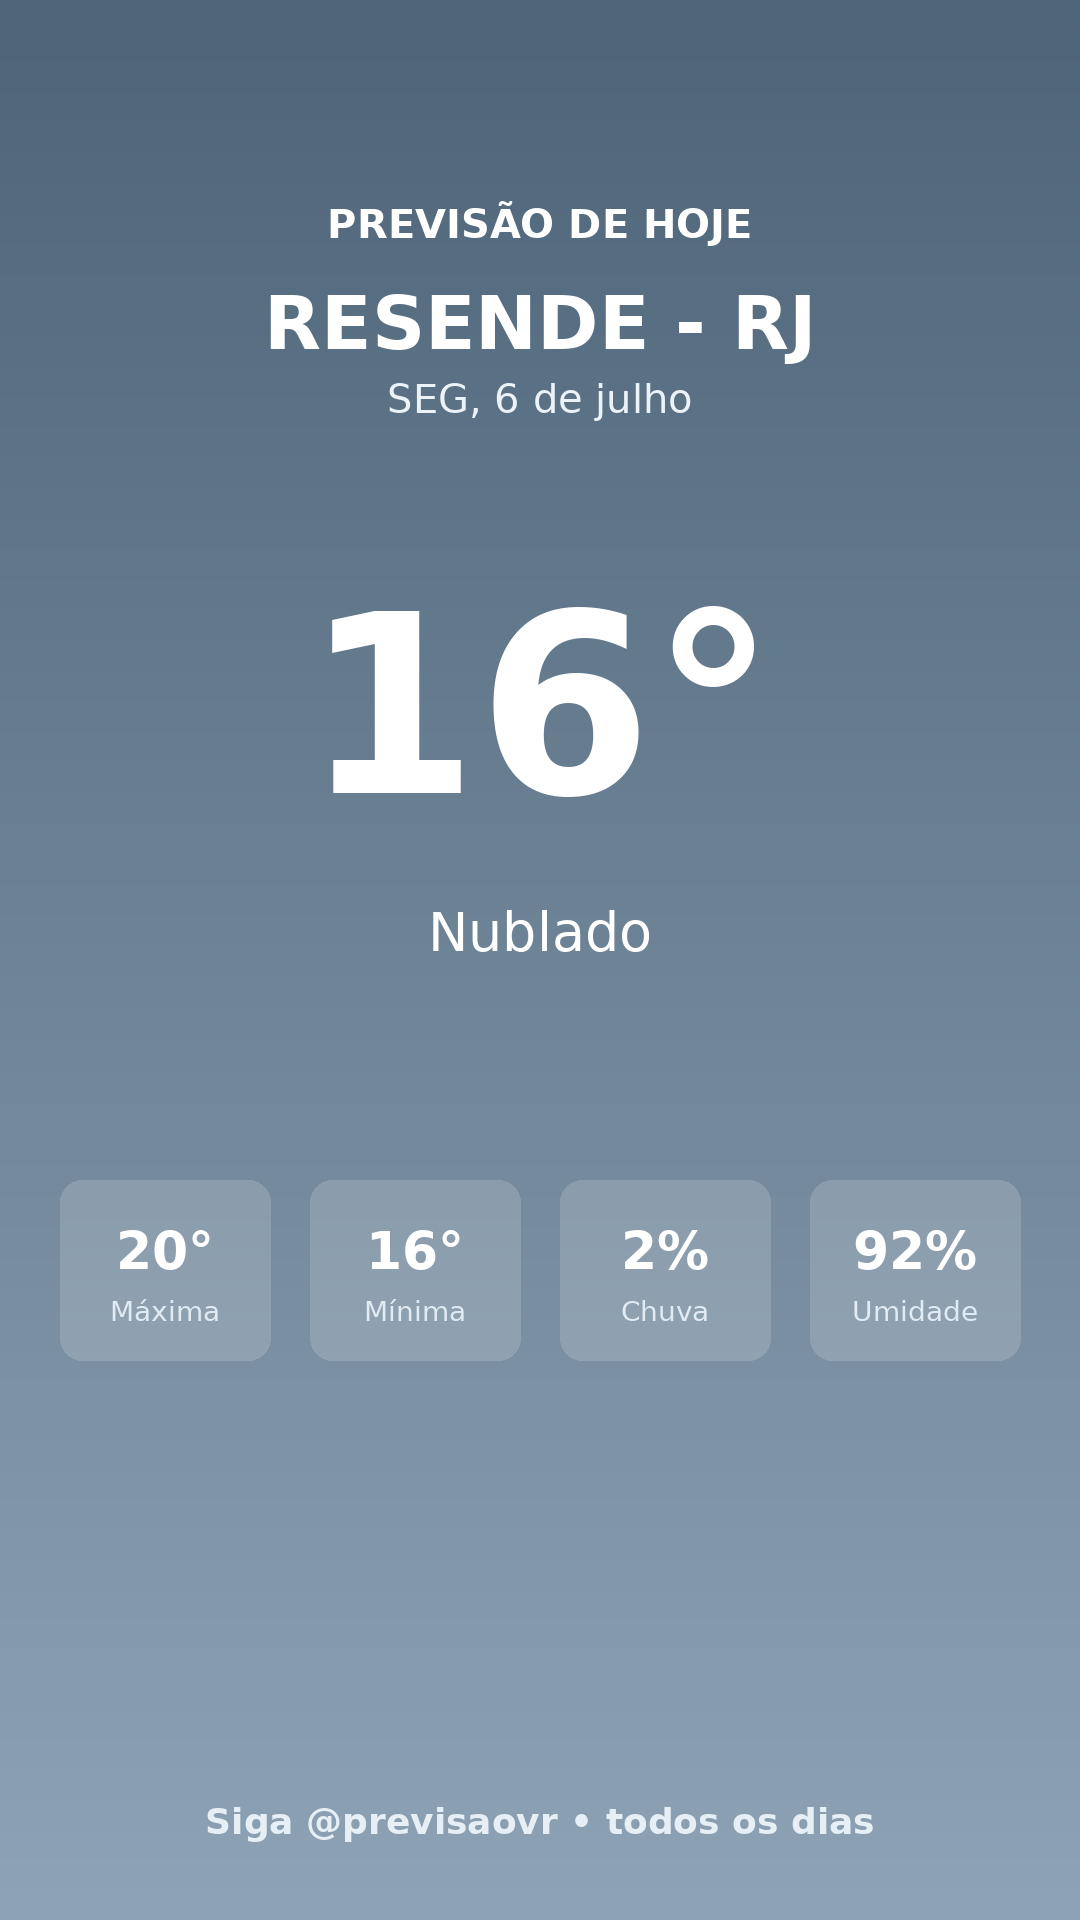 PREVISÃO DE HOJE
RESENDE - RJ
SEG, 6 de julho
16°
Nublado
20° 16° 2% 92%
Máxima Mínima Chuva Umidade
Siga @previsaovr • todos os dias